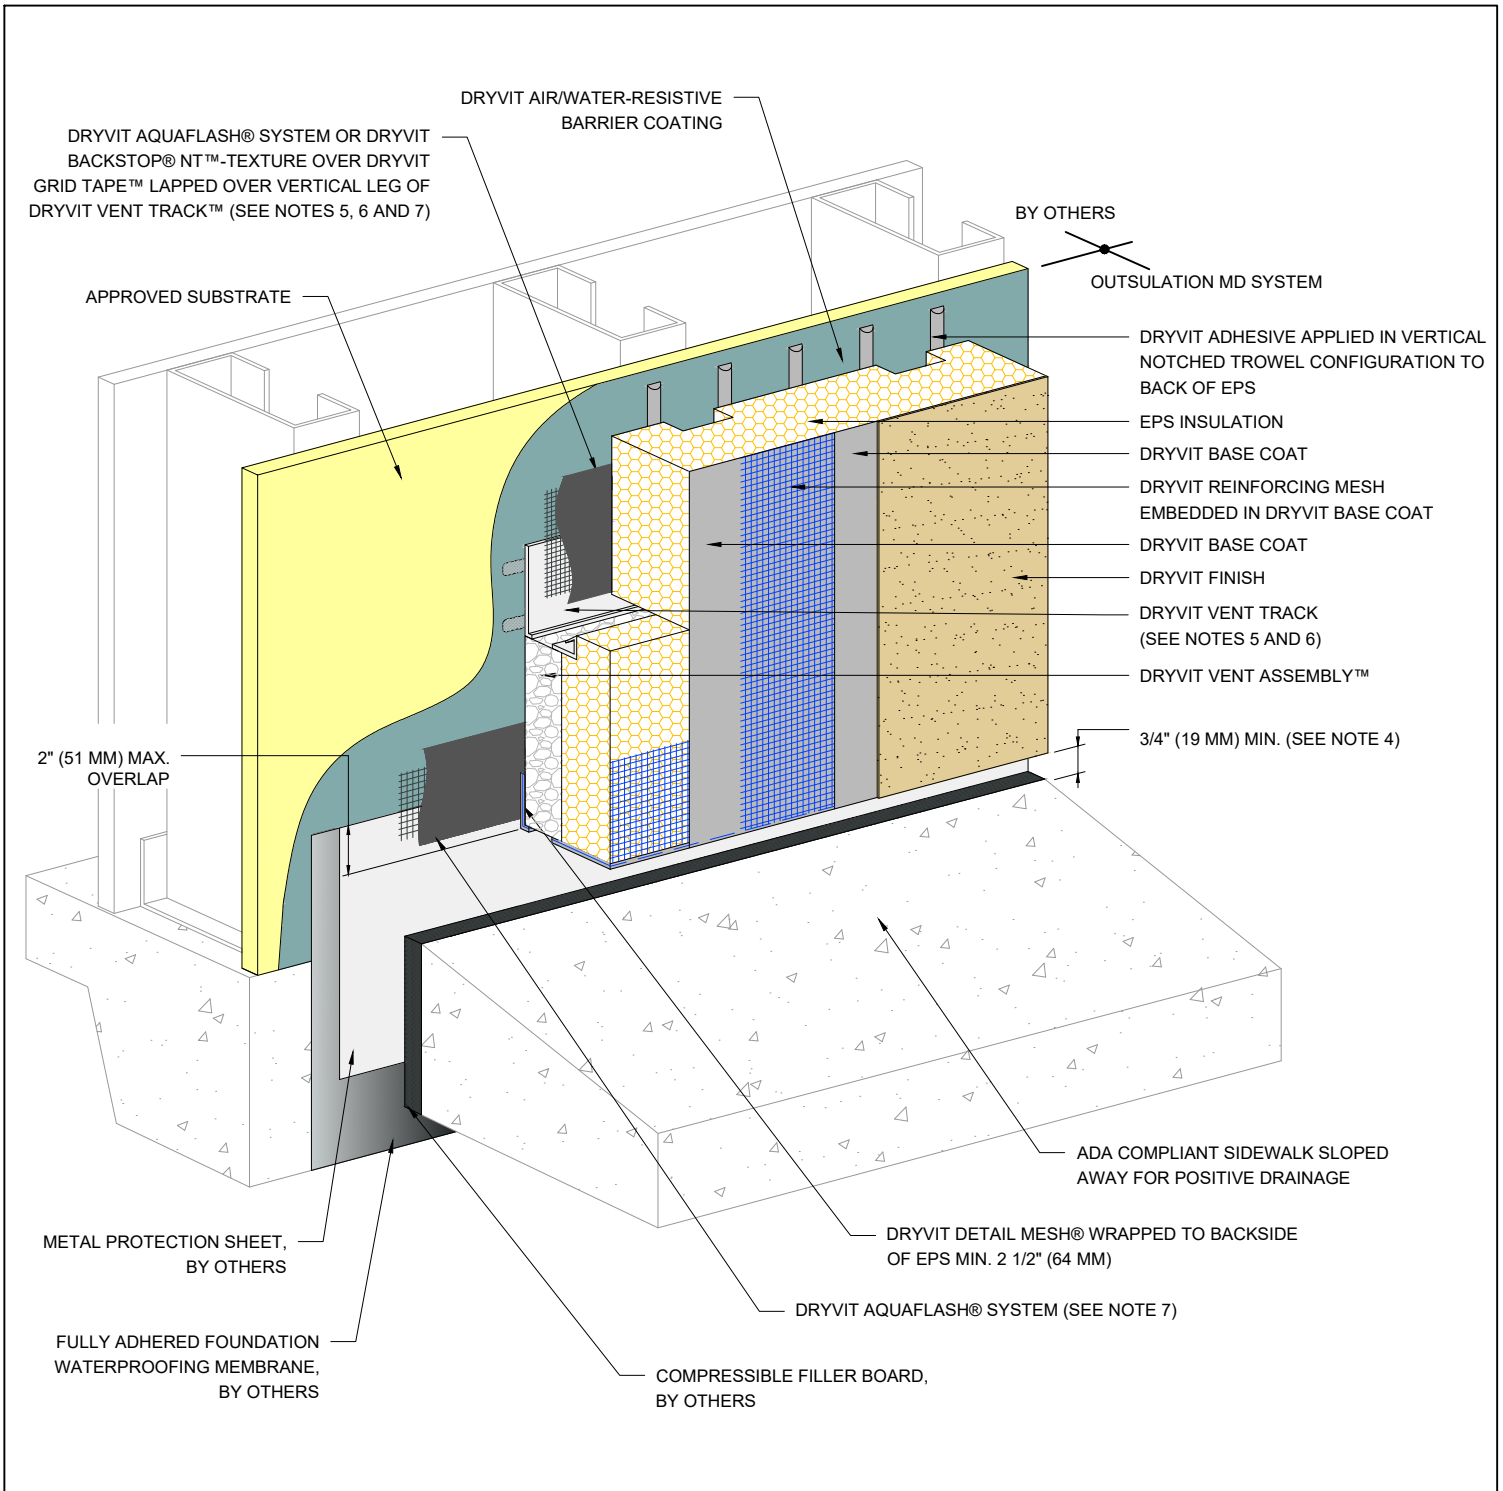 DRYVIT AIR/WATER-RESISTIVE
BARRIER COATING
DRYVIT AQUAFLASH® SYSTEM OR DRYVIT
BACKSTOP® NT™-TEXTURE OVER DRYVIT
GRID TAPE™ LAPPED OVER VERTICAL LEG OF
DRYVIT VENT TRACK™ (SEE NOTES 5, 6 AND 7)
BY OTHERS
OUTSULATION MD SYSTEM
APPROVED SUBSTRATE
DRYVIT ADHESIVE APPLIED IN VERTICAL
NOTCHED TROWEL CONFIGURATION TO
BACK OF EPS
EPS INSULATION
DRYVIT BASE COAT
DRYVIT REINFORCING MESH
EMBEDDED IN DRYVIT BASE COAT
DRYVIT BASE COAT
DRYVIT FINISH
DRYVIT VENT TRACK
(SEE NOTES 5 AND 6)
DRYVIT VENT ASSEMBLY™
3/4" (19 MM) MIN. (SEE NOTE 4)
2" (51 MM) MAX.
OVERLAP
ADA COMPLIANT SIDEWALK SLOPED
AWAY FOR POSITIVE DRAINAGE
DRYVIT DETAIL MESH® WRAPPED TO BACKSIDE
OF EPS MIN. 2 1/2" (64 MM)
METAL PROTECTION SHEET,
BY OTHERS
DRYVIT AQUAFLASH® SYSTEM (SEE NOTE 7)
FULLY ADHERED FOUNDATION
WATERPROOFING MEMBRANE,
BY OTHERS
COMPRESSIBLE FILLER BOARD,
BY OTHERS